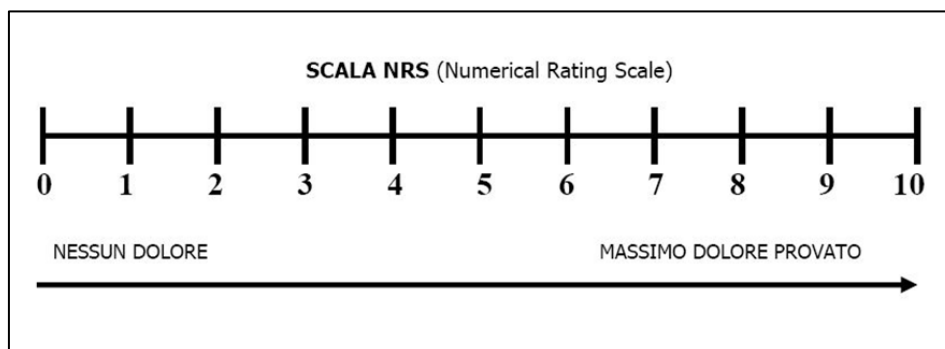 SCALA NRS (Numerical Rating Scale)
0 1 2 3 4 5 6 7 8 9 10
NESSUN DOLORE MASSIMO DOLORE PROVATO